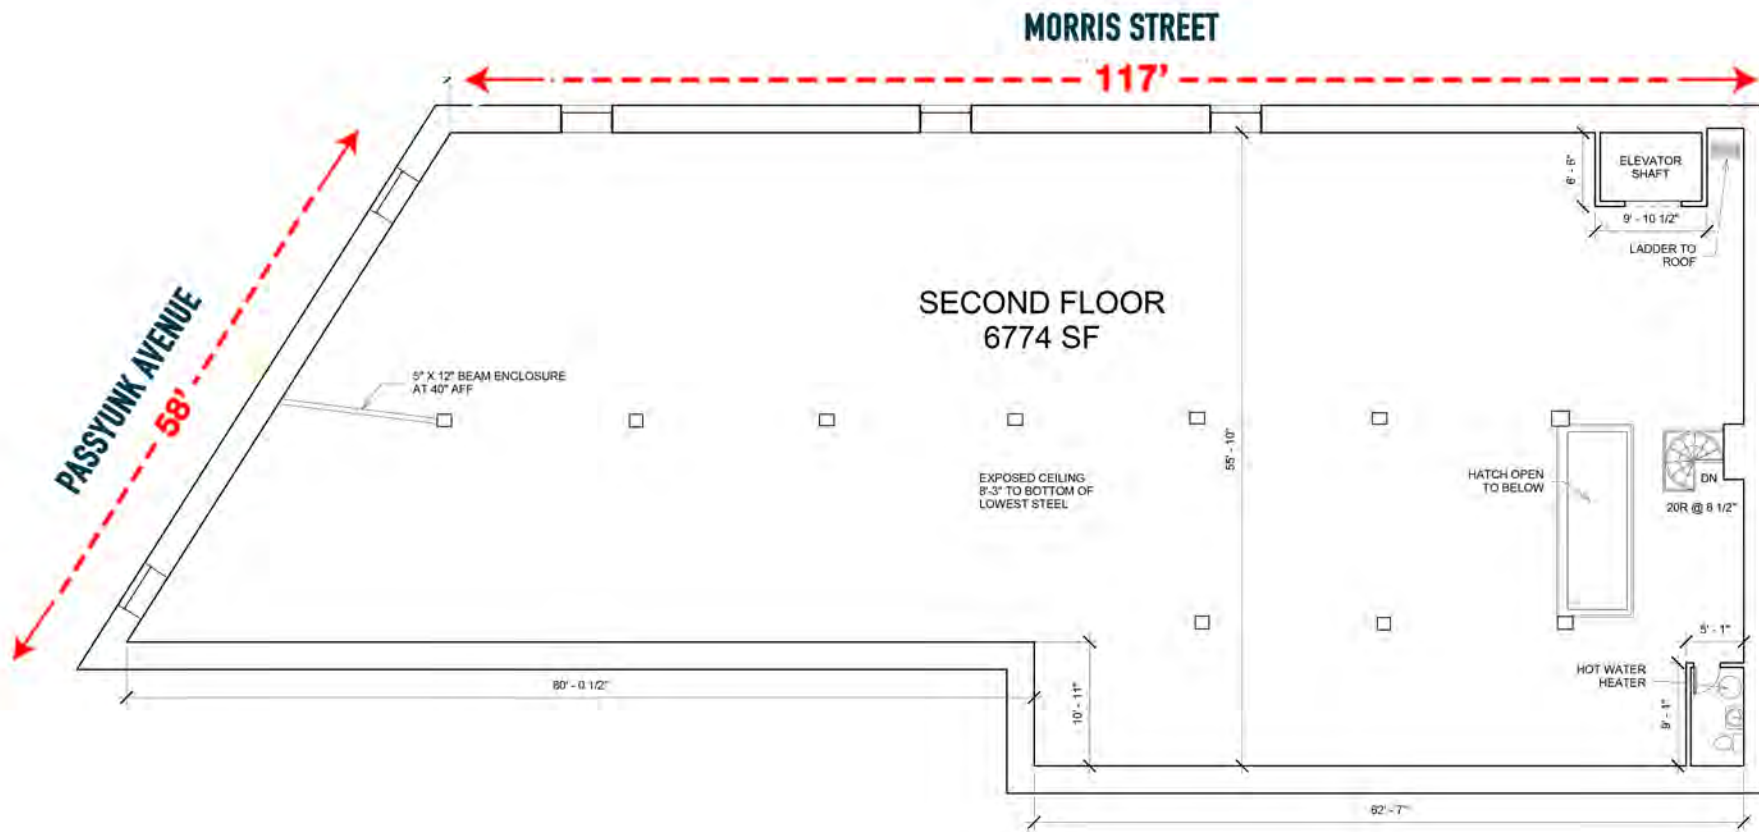 MORRIS STREET
117'
PASSYUNK AVENUE
58'
ELEVATOR
SHAFT
6' - 6"
9' - 10 1/2"
LADDER TO
ROOF
SECOND FLOOR
6774 SF
5" X 12" BEAM ENCLOSURE
AT 40" AFF
55' - 10"
EXPOSED CEILING
8'-3" TO BOTTOM OF
LOWEST STEEL
HATCH OPEN
TO BELOW
DN
20R @ 8 1/2"
5' - 1"
HOT WATER
HEATER
9' - 1"
80' - 0 1/2"
10' - 11"
62' - 7"